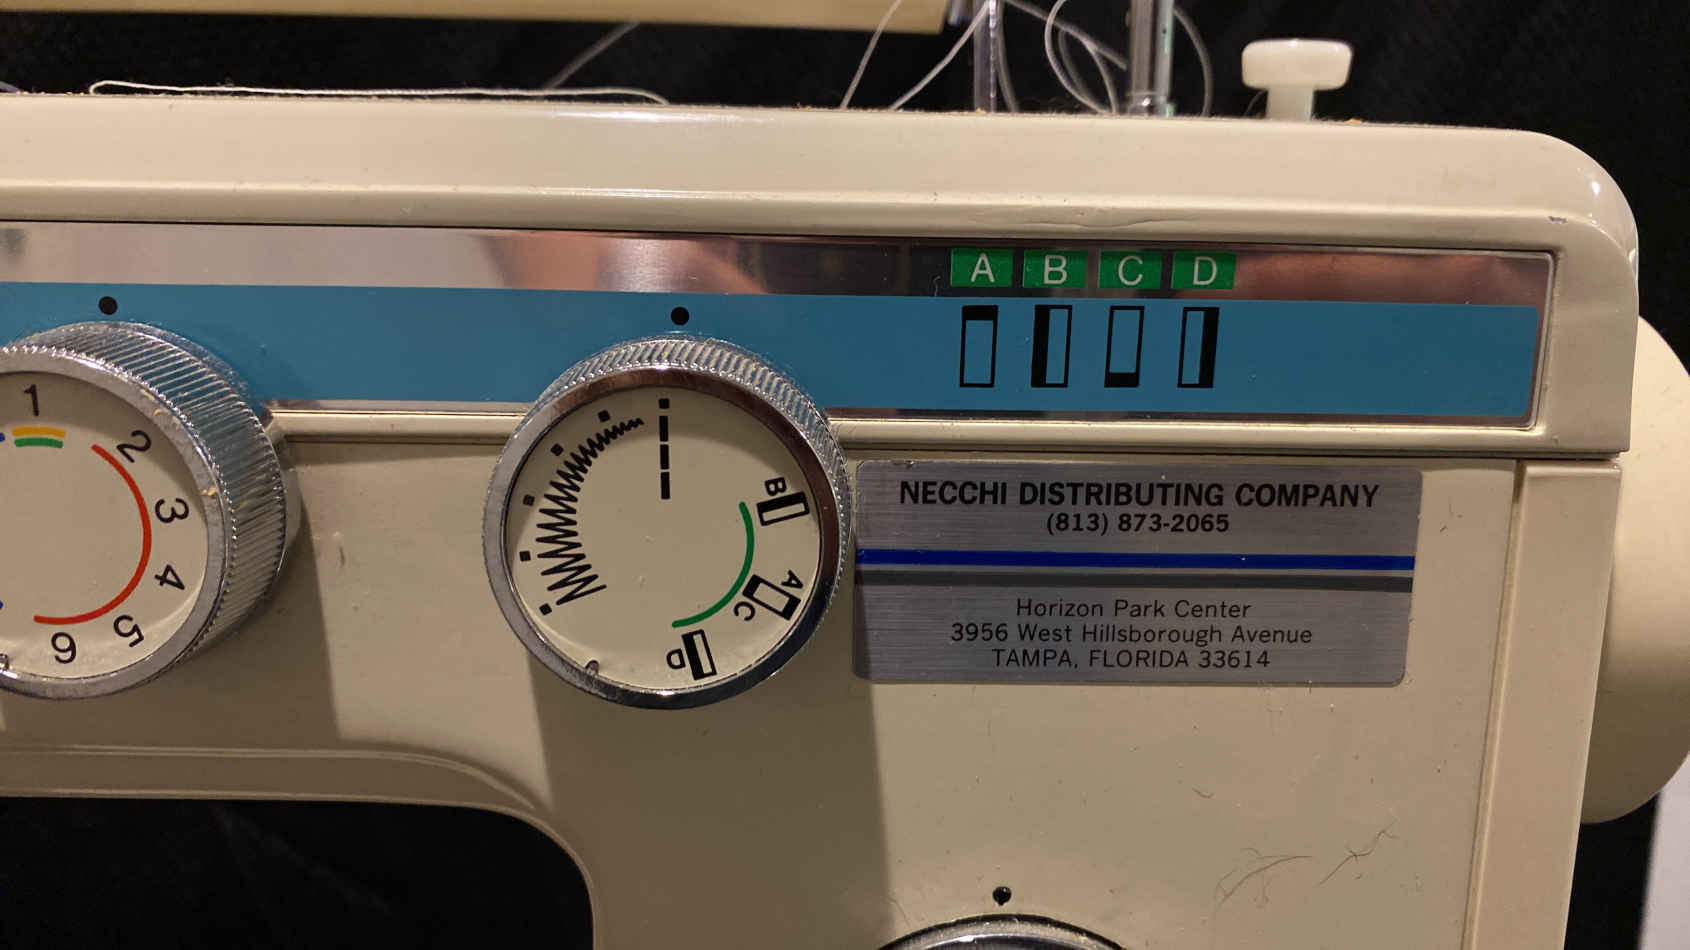 A B C D
1
2
3
4
5
6
B
A
C
D
NECCHI DISTRIBUTING COMPANY
(813) 873-2065
Horizon Park Center
3956 West Hillsborough Avenue
TAMPA, FLORIDA 33614